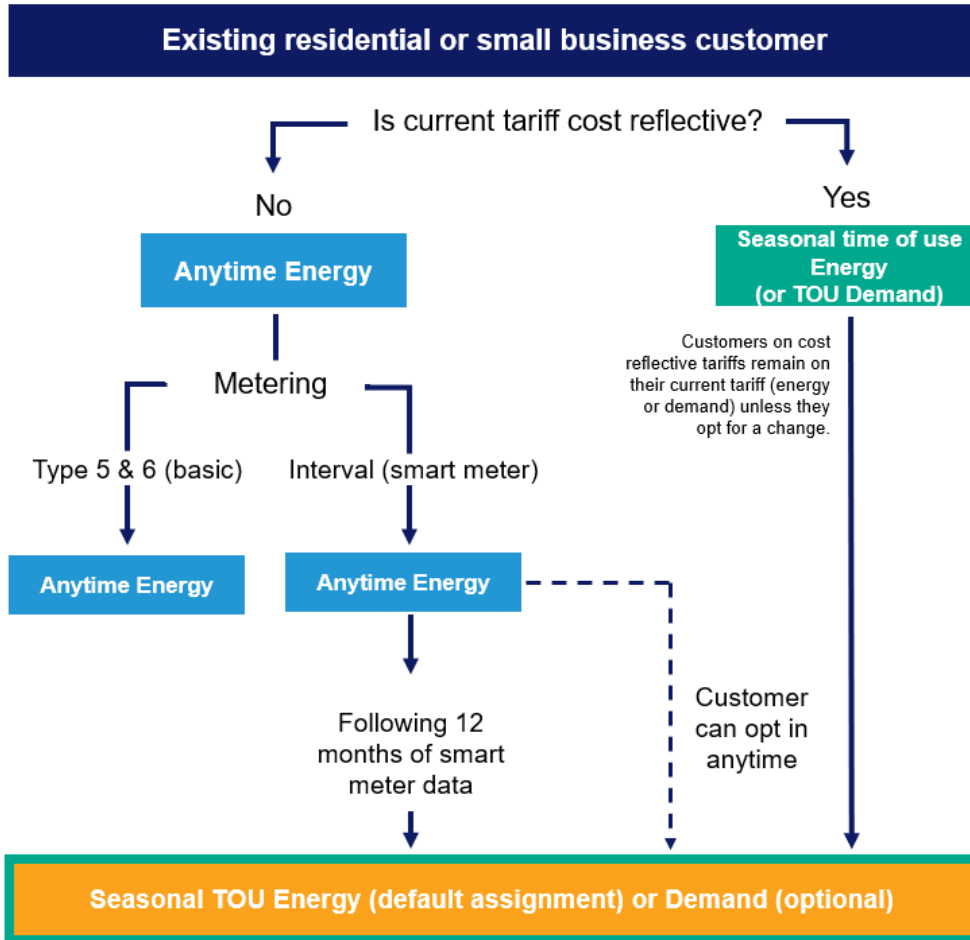 Existing residential or small business customer
Is current tariff cost reflective?
No
Yes
Anytime Energy
Seasonal time of use
Energy
(or TOU Demand)
Customers on cost
reflective tariffs remain on
their current tariff (energy
or demand) unless they
opt for a change.
Metering
Type 5 & 6 (basic)
Interval (smart meter)
Anytime Energy
Anytime Energy
Following 12
months of smart
meter data
Customer
can opt in
anytime
Seasonal TOU Energy (default assignment) or Demand (optional)